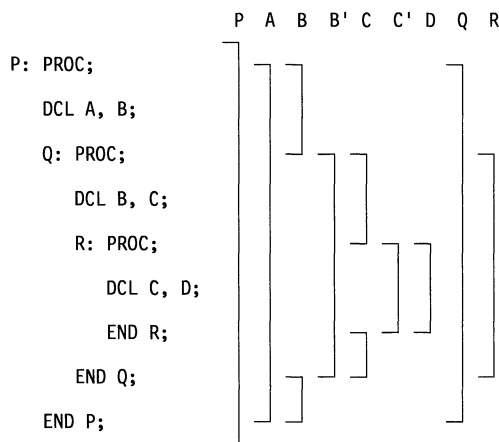 P A B B' C C' D Q R
P: PROC;
DCL A, B;
Q: PROC;
DCL B, C;
R: PROC;
DCL C, D;
END R;
END Q;
END P;